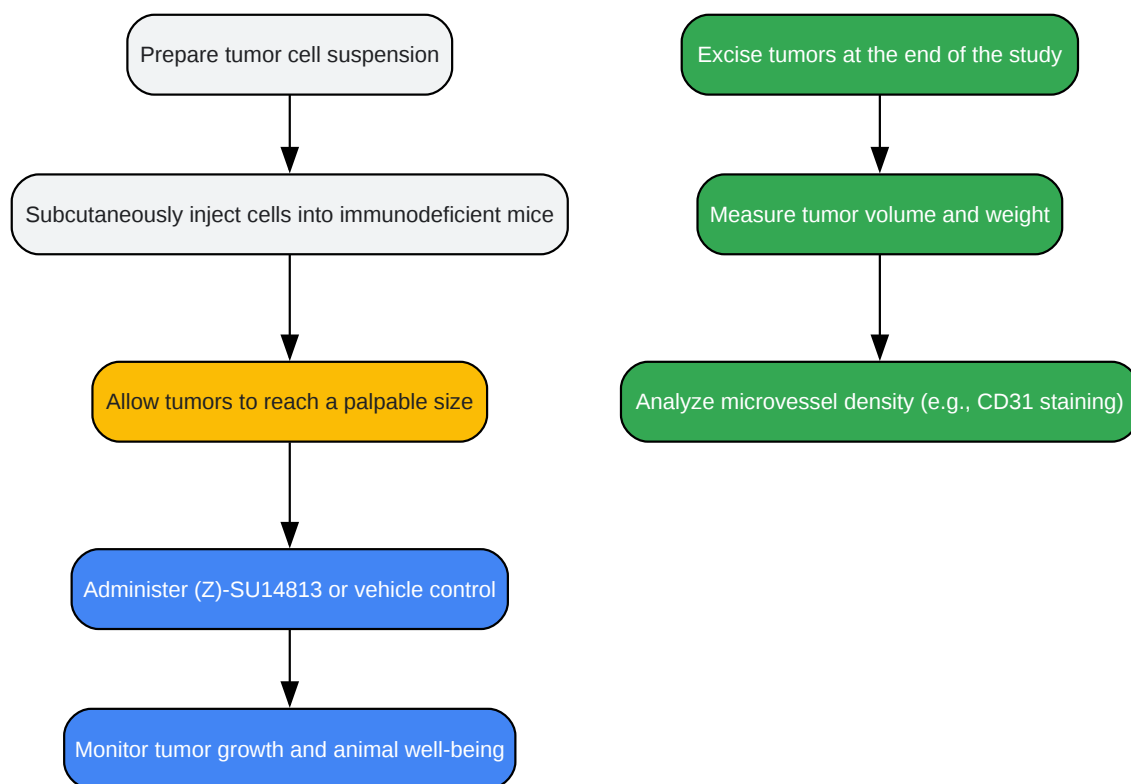 Prepare tumor cell suspension
Subcutaneously inject cells into immunodeficient mice
Allow tumors to reach a palpable size
Administer (Z)-SU14813 or vehicle control
Monitor tumor growth and animal well-being
Excise tumors at the end of the study
Measure tumor volume and weight
Analyze microvessel density (e.g., CD31 staining)